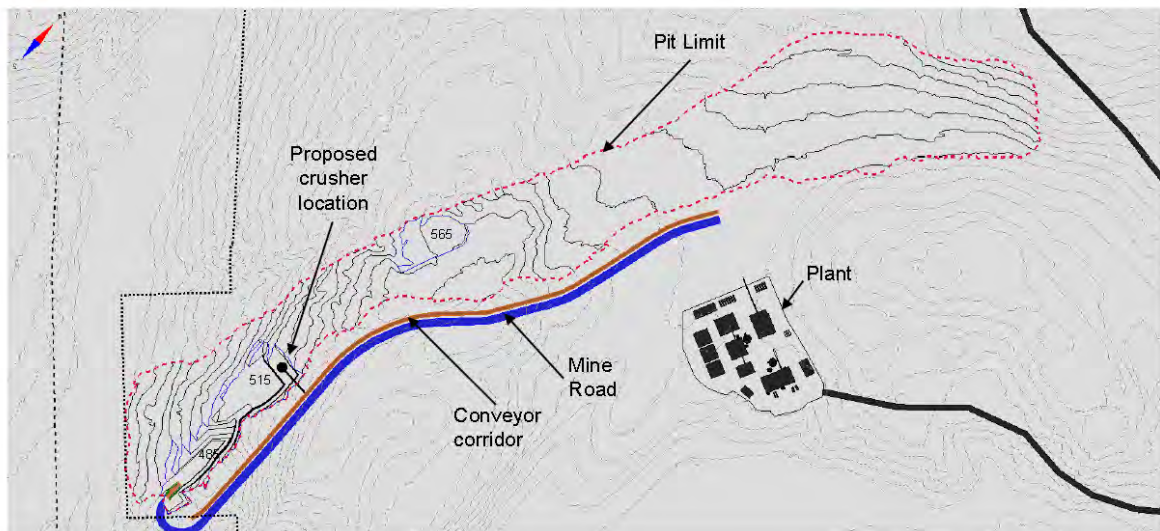 Pit Limit
Proposed
crusher
location
565
Plant
515
Mine
Road
Conveyor
corridor
485